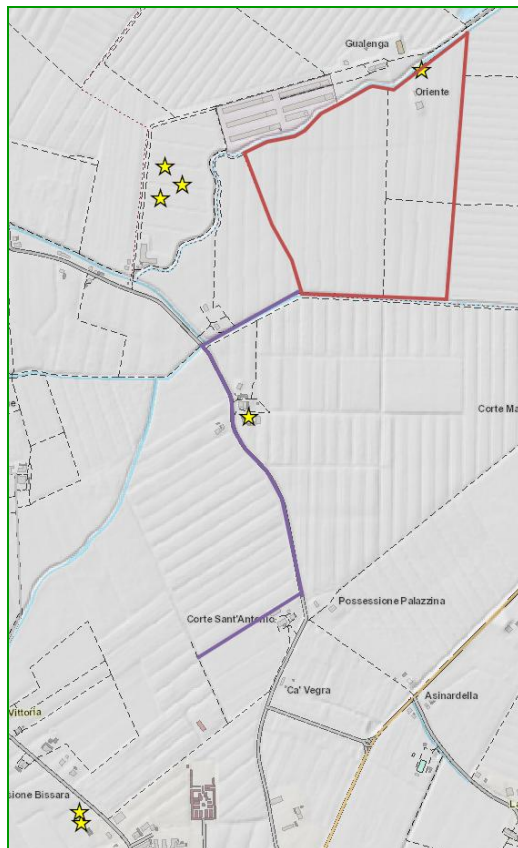 Gualenga
Oriente
Corte Ma
Corte Sant'Antonio
Possessione Palazzina
'Ca' Vegra
Asinardella
Vittoria
sione Bissara